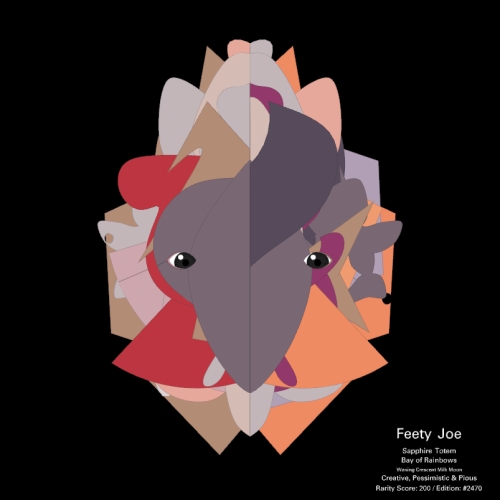 Feety Joe
Sapphire Totem
Bay of Rainbows
Waning Crescent Milk Moon
Creative, Pessimistic & Pious
Rarity Score: 200 / Edition: #2470